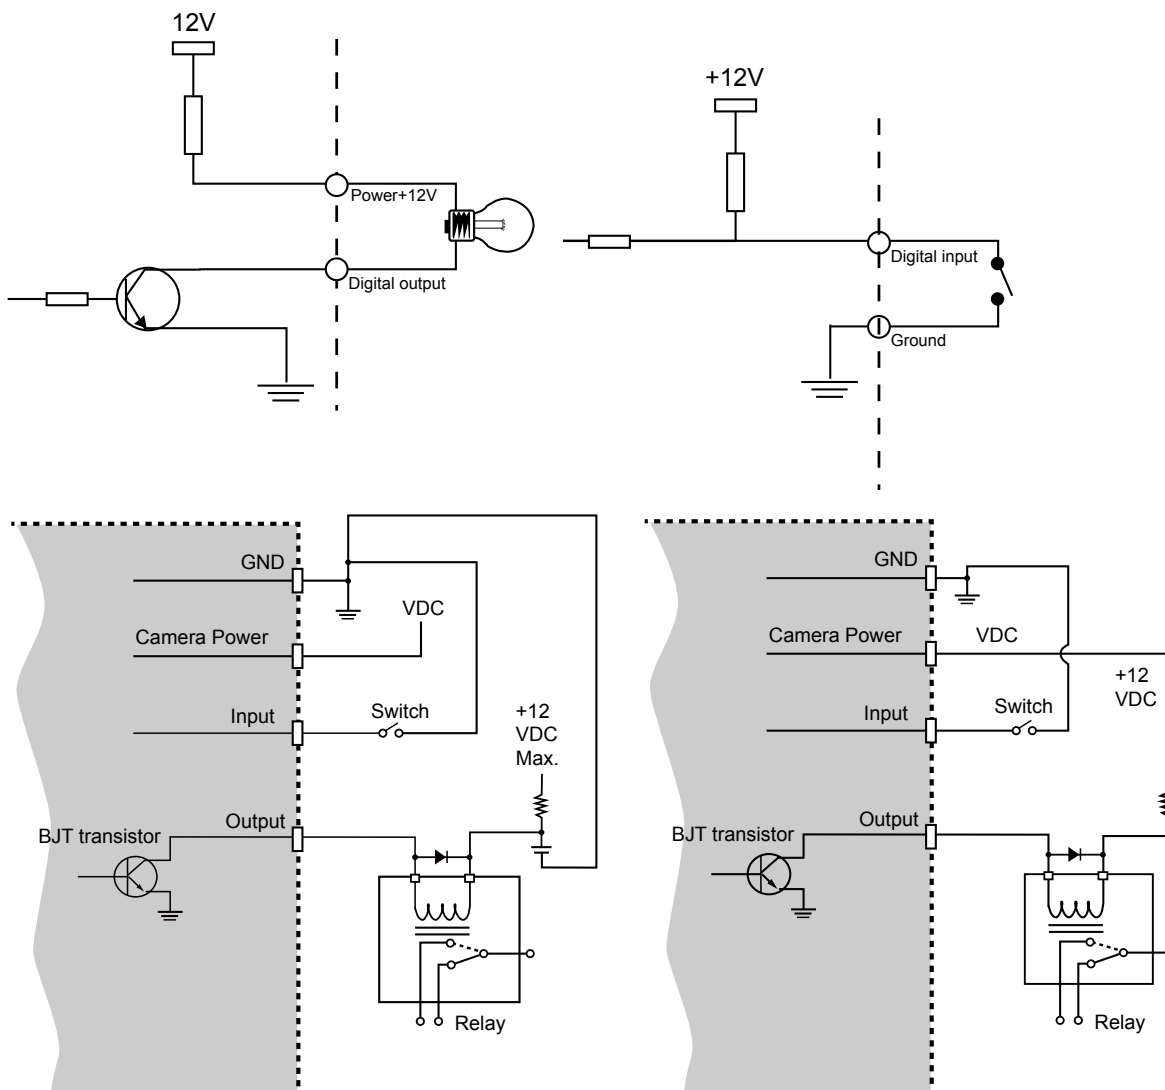 12V
Power+12V
Digital output
+12V
Digital input
Ground
GND
VDC
Camera Power
Input
Switch
+12
VDC
Max.
Output
BJT transistor
Relay
GND
Camera Power
VDC
+12
VDC
Input
Switch
Output
BJT transistor
Relay